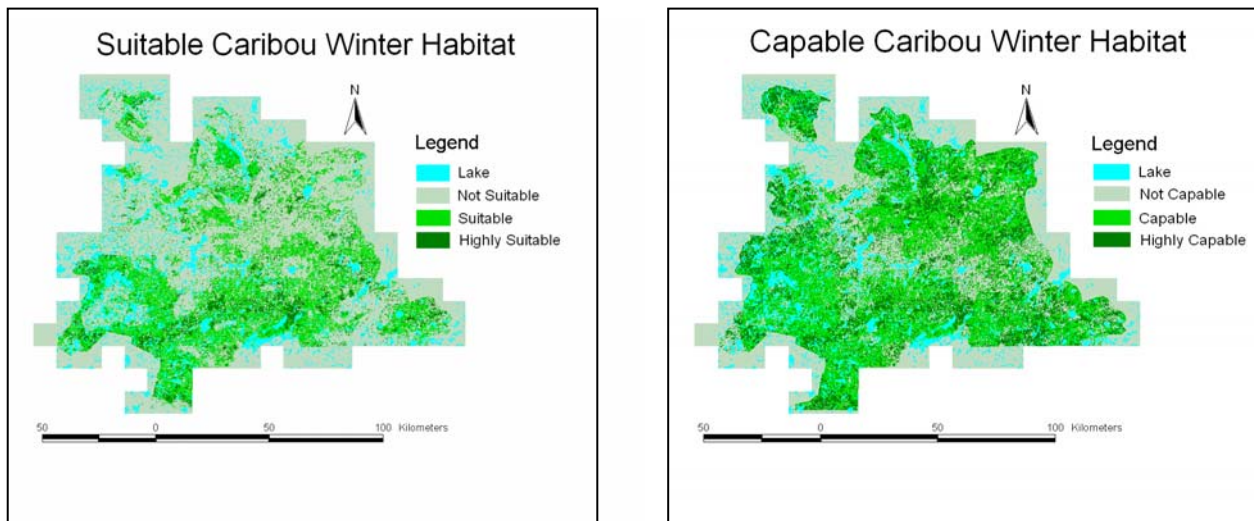 Suitable Caribou Winter Habitat
N
Legend
Lake
Not Suitable
Suitable
Highly Suitable
50 0 50 100 Kilometers
Capable Caribou Winter Habitat
N
Legend
Lake
Not Capable
Capable
Highly Capable
50 0 50 100 Kilometers